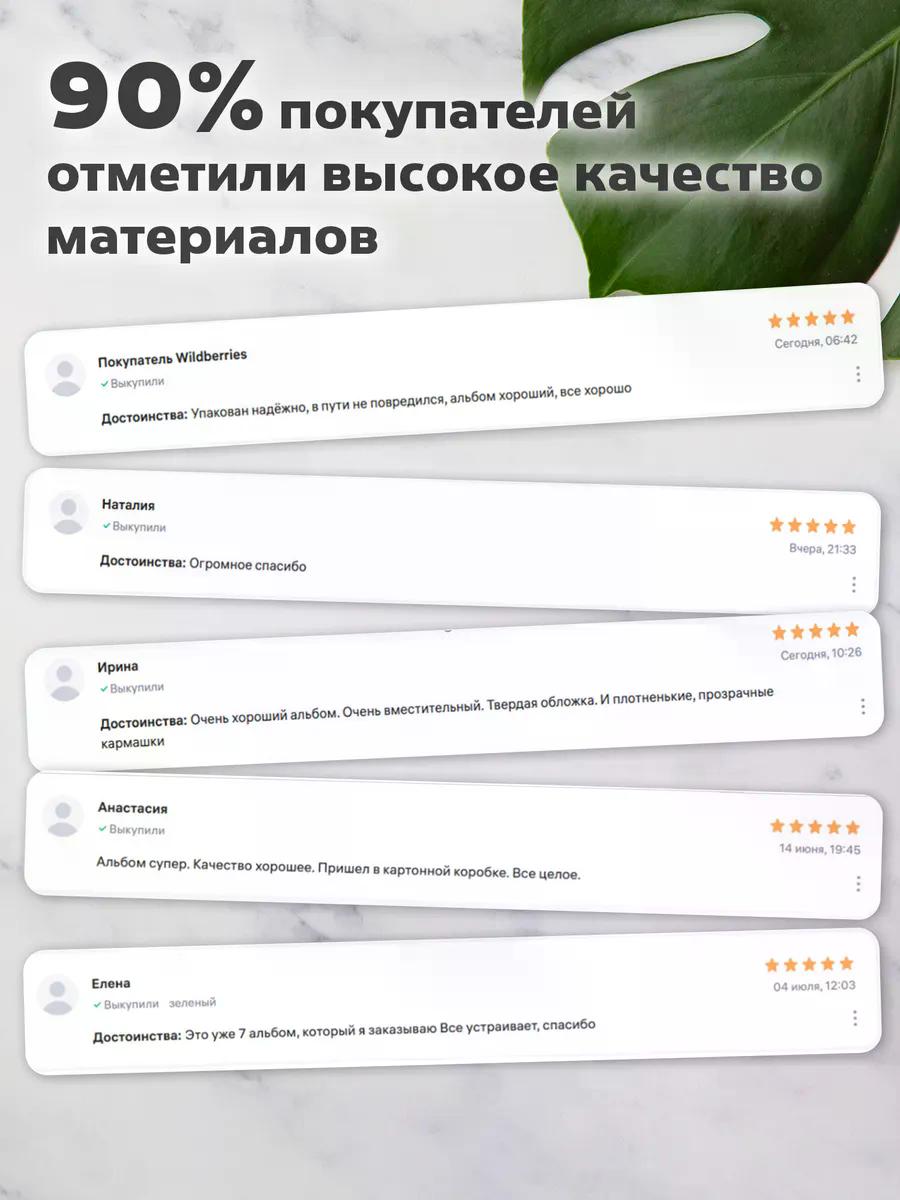 90% покупателей
отметили высокое качество
материалов
Покупатель Wildberries
Выкупили
Сегодня, 06:42
Достоинства: Упакован надёжно, в пути не повредился, альбом хороший, все хорошо
Наталия
Выкупили
Вчера, 21:33
Достоинства: Огромное спасибо
Ирина
Выкупили
Сегодня, 10:26
Достоинства: Очень хороший альбом. Очень вместительный. Твердая обложка. И плотненькие, прозрачные
кармашки
Анастасия
Выкупили
14 июня, 19:45
Альбом супер. Качество хорошее. Пришел в картонной коробке. Все целое.
Елена
Выкупили зеленый
04 июля, 12:03
Достоинства: Это уже 7 альбом, который я заказываю Все устраивает, спасибо